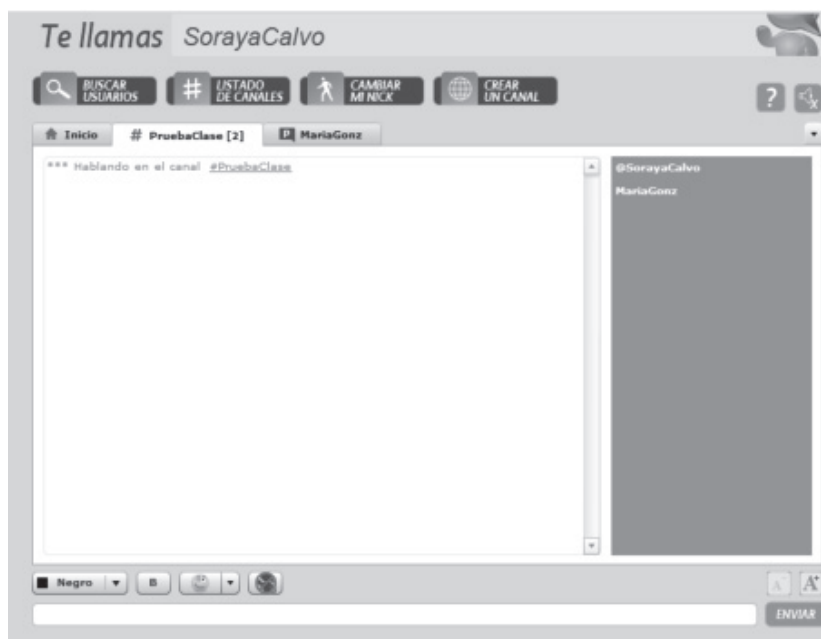 Te llamas SorayaCalvo
BUSCAR USUARIOS
LISTADO DE CANALES
CAMBIAR MI NICK
CREAR UN CANAL
?
Inicio
# PruebaClase [2]
P MariaGonz
*** Hablando en el canal #PruebaClase
@SorayaCalvo
MariaGonz
Negro
B
A-
A+
ENVIAR